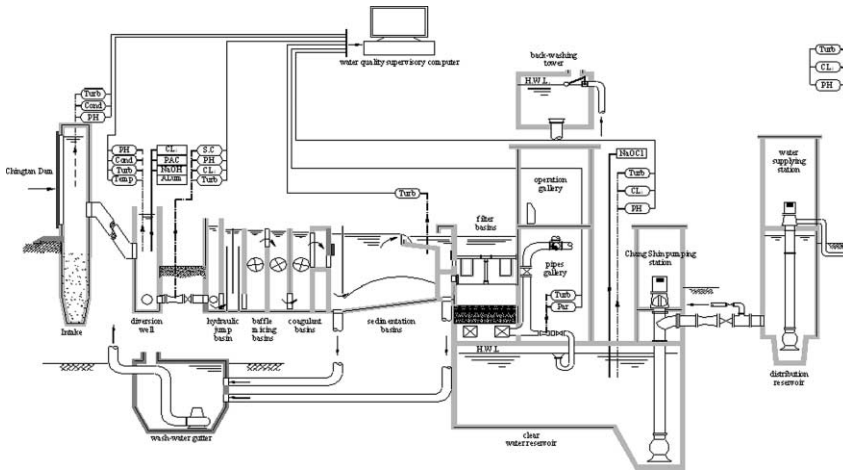 water quality supervisory computer
back-washing
tower
H.W.L.
Turb
CL.
PH
Turb
Cond
PH
Chingtan Dam
PH
Cond
Turb
Temp
CL.
PAC
NaOH
S.C
PH
CL.
Turb
Turb
operation
gallery
filter
basins
NaOCl
Turb
CL.
PH
water
supplying
station
pipes
gallery
Turb
Par
Chang Shin pumping
station
Intake
diversion
well
hydraulic
jump
basin
baffle
mixing
basins
coagulant
basins
sedimentation
basins
H.W.L.
distribution
reservoir
wash-water gutter
clear
water reservoir